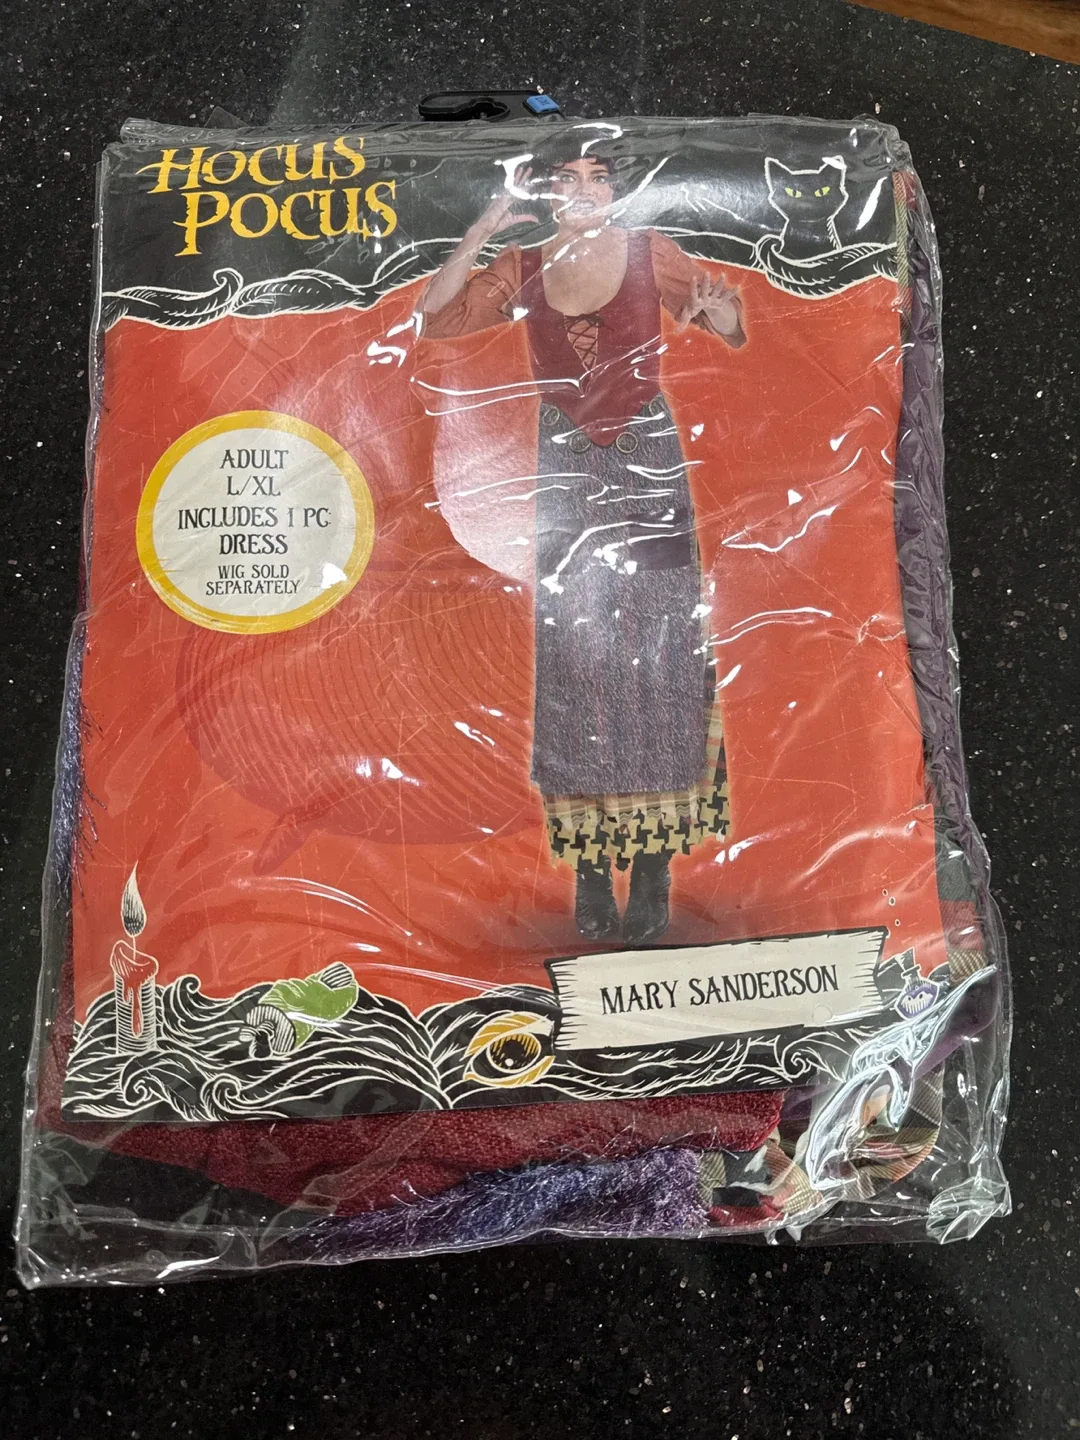 HOCUS
POCUS
ADULT
L/XL
INCLUDES 1 PC.
DRESS
WIG SOLD
SEPARATELY
MARY SANDERSON